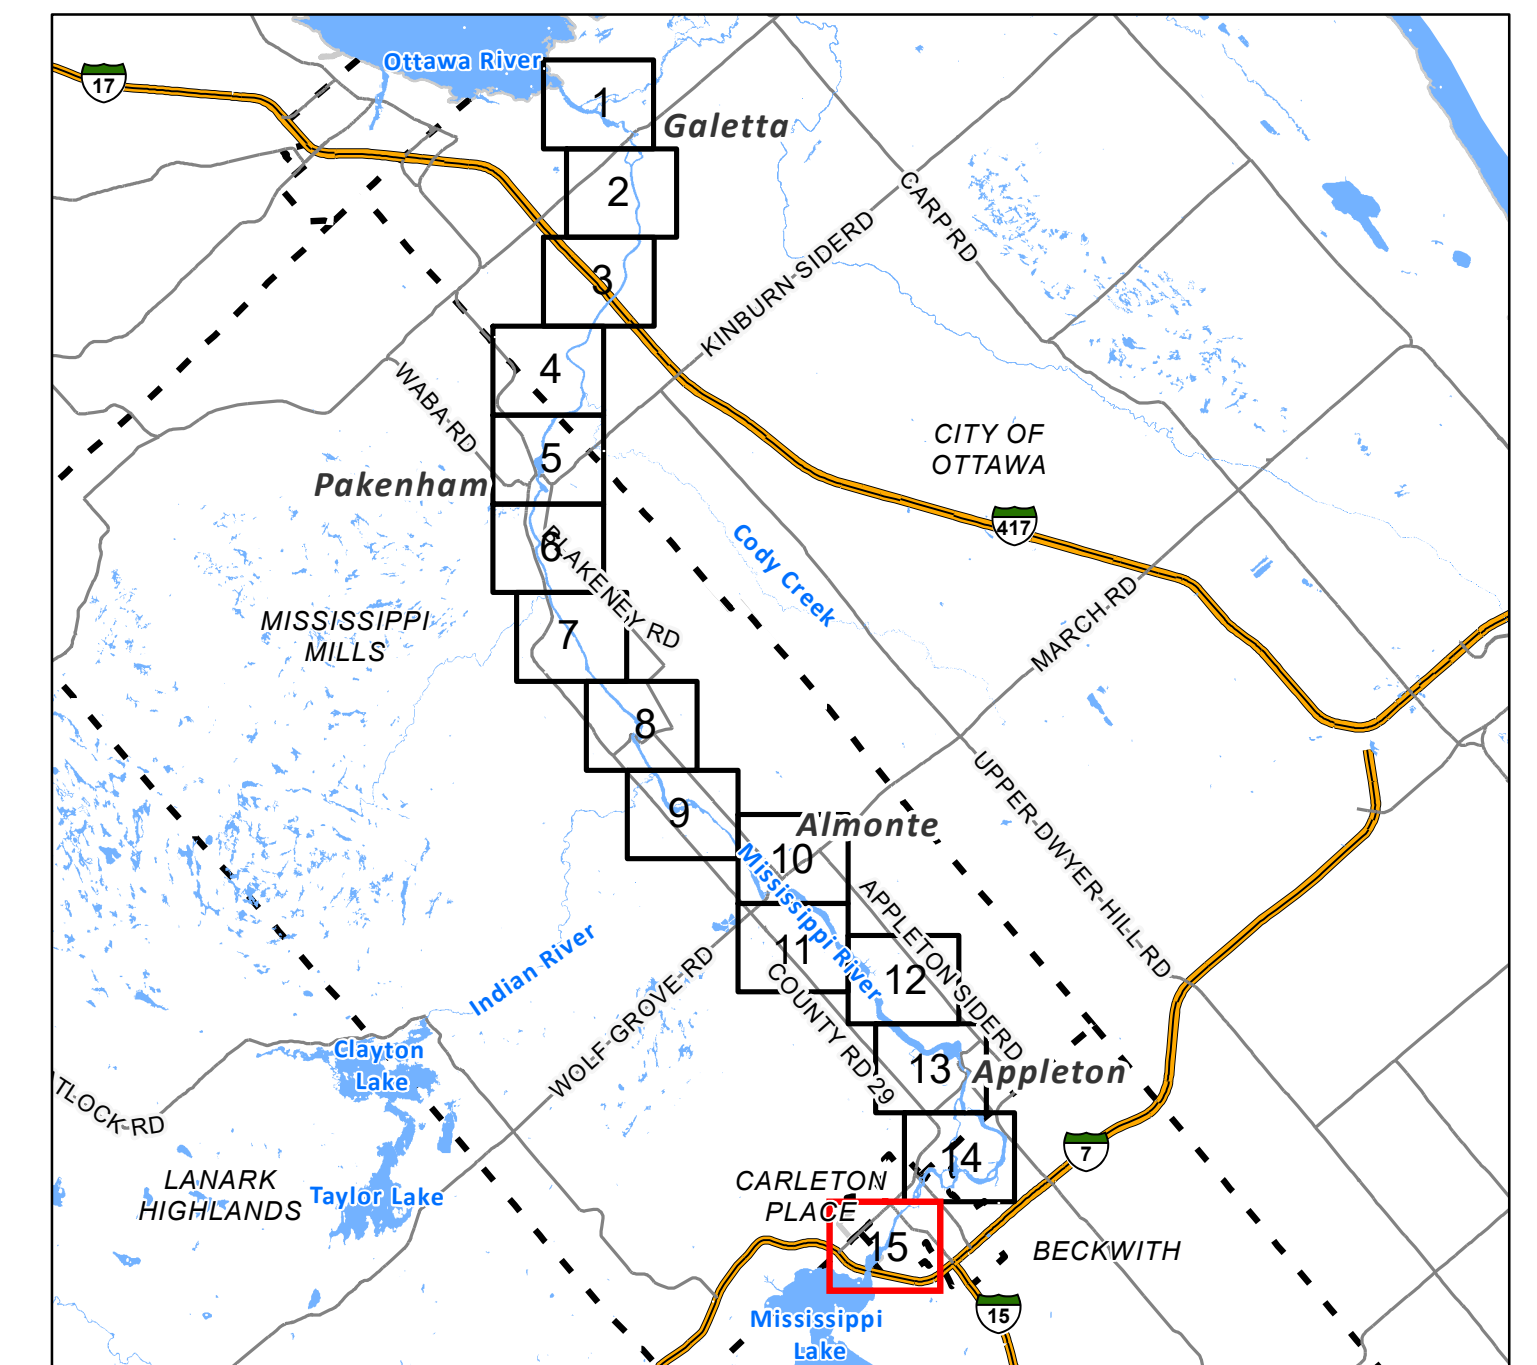 Ottawa River
17
1
Galetta
2
CARP RD
KINBURN SIDERD
3
4
WABA RD
CITY OF
OTTAWA
5
Pakenham
417
6
BLAKENEY RD
Cody Creek
MISSISSIPPI
MILLS
7
MARCH RD
8
9
Almonte
10
UPPER DWYER HILL RD
Mississippi River
APPLETON SIDERD
11
12
Indian River
WOLF GROVE RD
COUNTY RD 29
Clayton
Lake
13
Appleton
TLOCK RD
14
7
LANARK
HIGHLANDS
Taylor Lake
CARLETON
PLACE
15
BECKWITH
15
Mississippi
Lake